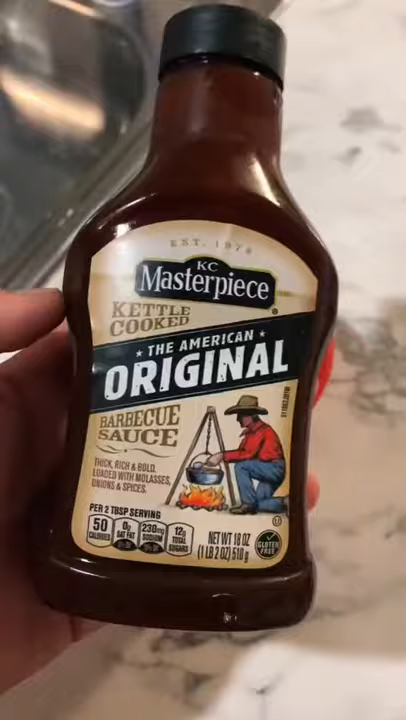 EST. 1978
KC
Masterpiece
KETTLE
COOKED
THE AMERICAN
ORIGINAL
BARBECUE
SAUCE
THICK, RICH & BOLD.
LOADED WITH MOLASSES,
ONIONS & SPICES.
PER 2 TBSP SERVING
50 CALORIES
0g SAT FAT
230mg SODIUM
12g TOTAL SUGARS
NET WT 18 OZ
(1 LB 2 OZ) 510g
GLUTEN FREE